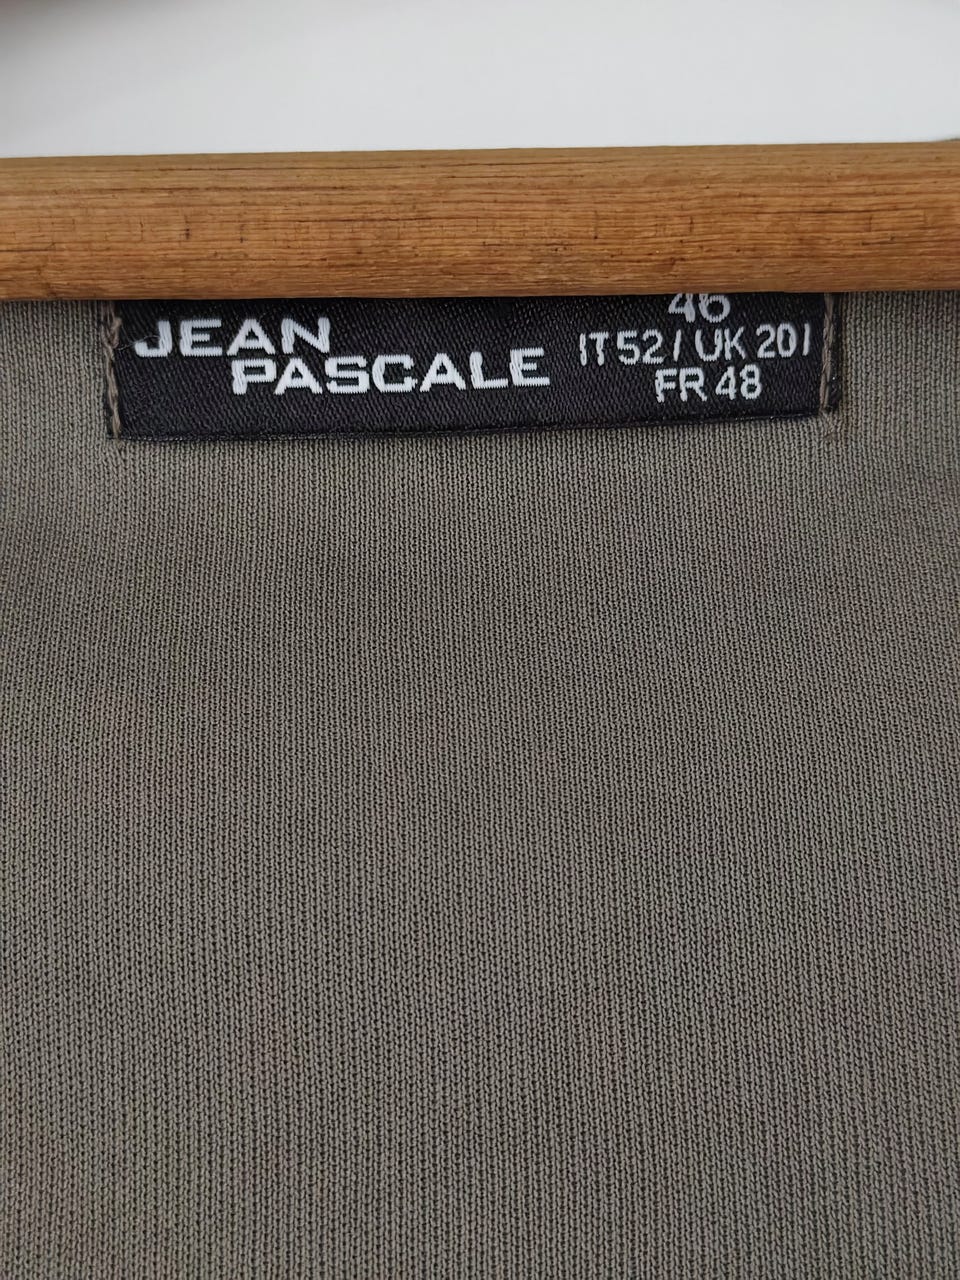 JEAN
PASCALE
46
IT 52 / UK 20 /
FR 48